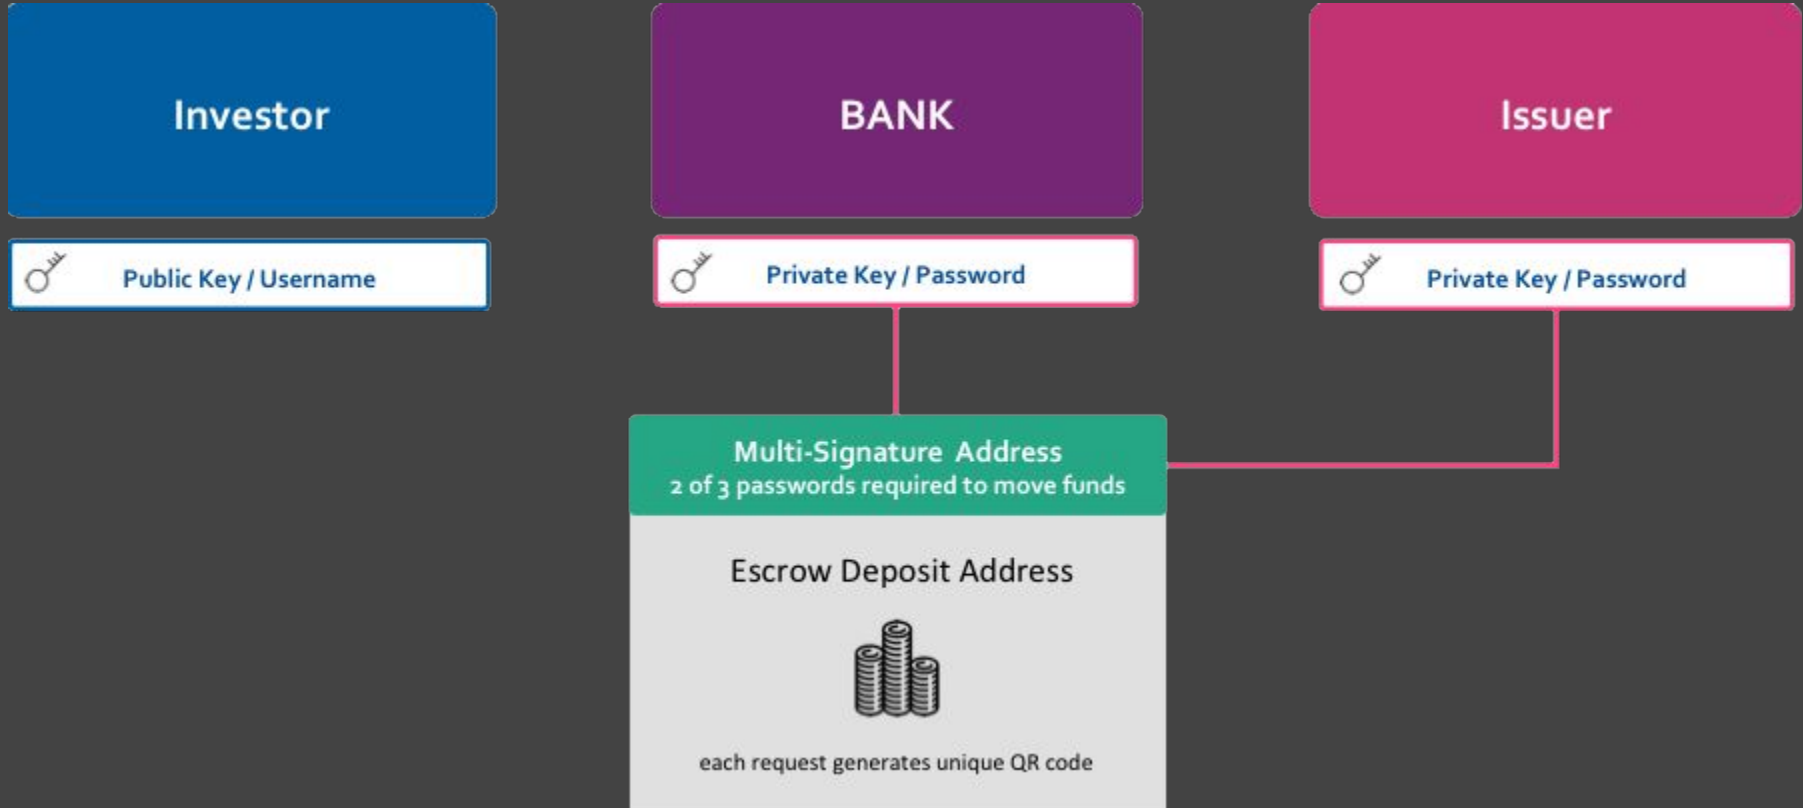 Investor
BANK
Issuer
Public Key / Username
Private Key / Password
Private Key / Password
Multi-Signature Address
2 of 3 passwords required to move funds
Escrow Deposit Address
each request generates unique QR code